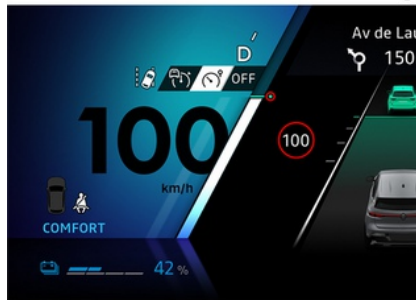 D
Av de Lau
150
OFF
100
100
km/h
COMFORT
42 %